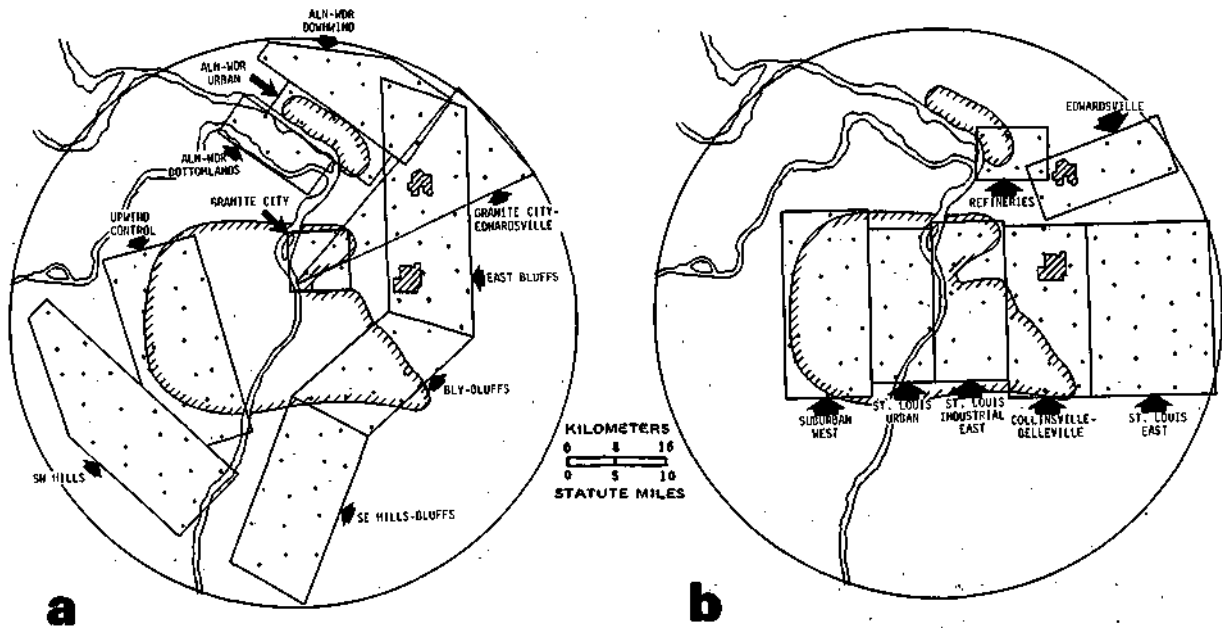 ALN-WDR
DOWNWIND
ALN-WDR
URBAN
ALN-WDR
BOTTOMLANDS
GRANITE CITY
UPWIND
CONTROL
GRANITE CITY-
EDWARDSVILLE
EAST BLUFFS
BLV-BLUFFS
SW HILLS
SE HILLS-BLUFFS
a
KILOMETERS
0 8 16
0 5 10
STATUTE MILES
EDWARDSVILLE
REFINERIES
SUBURBAN
WEST
ST. LOUIS
URBAN
ST. LOUIS
INDUSTRIAL
EAST
COLLINSVILLE-
BELLEVILLE
ST. LOUIS
EAST
b